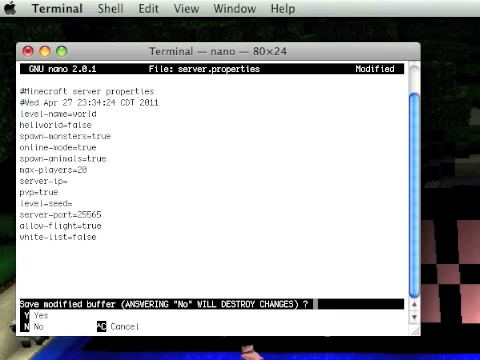 Terminal Shell Edit View Window Help
Terminal — nano — 80×24
GNU nano 2.0.1 File: server.properties Modified
#Minecraft server properties
#Wed Apr 27 23:34:24 CDT 2011
level-name=world
hellworld=false
spawn-monsters=true
online-mode=true
spawn-animals=true
max-players=20
server-ip=
pvp=true
level-seed=
server-port=25565
allow-flight=true
white-list=false
Save modified buffer (ANSWERING "No" WILL DESTROY CHANGES) ?
Y Yes
N No ^C Cancel